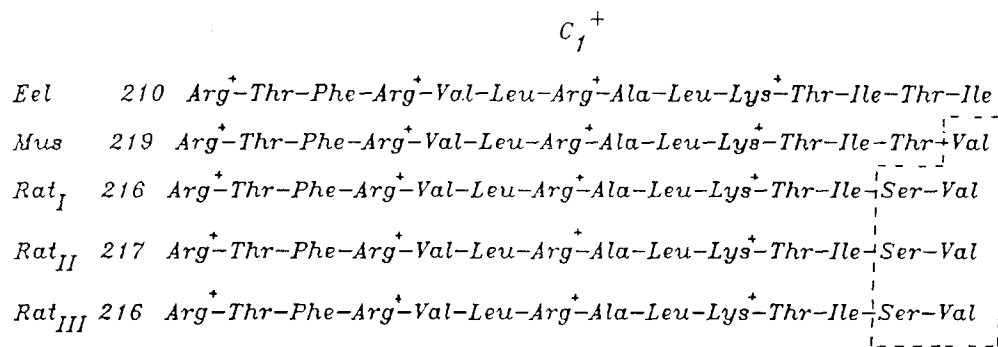 C₁⁺
Eel 210 Arg⁺-Thr-Phe-Arg⁺-Val-Leu-Arg⁺-Ala-Leu-Lys⁺-Thr-Ile-Thr-Ile
Mus 219 Arg⁺-Thr-Phe-Arg⁺-Val-Leu-Arg⁺-Ala-Leu-Lys⁺-Thr-Ile-Thr-Val
Rat_I 216 Arg⁺-Thr-Phe-Arg⁺-Val-Leu-Arg⁺-Ala-Leu-Lys⁺-Thr-Ile-Ser-Val
Rat_II 217 Arg⁺-Thr-Phe-Arg⁺-Val-Leu-Arg⁺-Ala-Leu-Lys⁺-Thr-Ile-Ser-Val
Rat_III 216 Arg⁺-Thr-Phe-Arg⁺-Val-Leu-Arg⁺-Ala-Leu-Lys⁺-Thr-Ile-Ser-Val